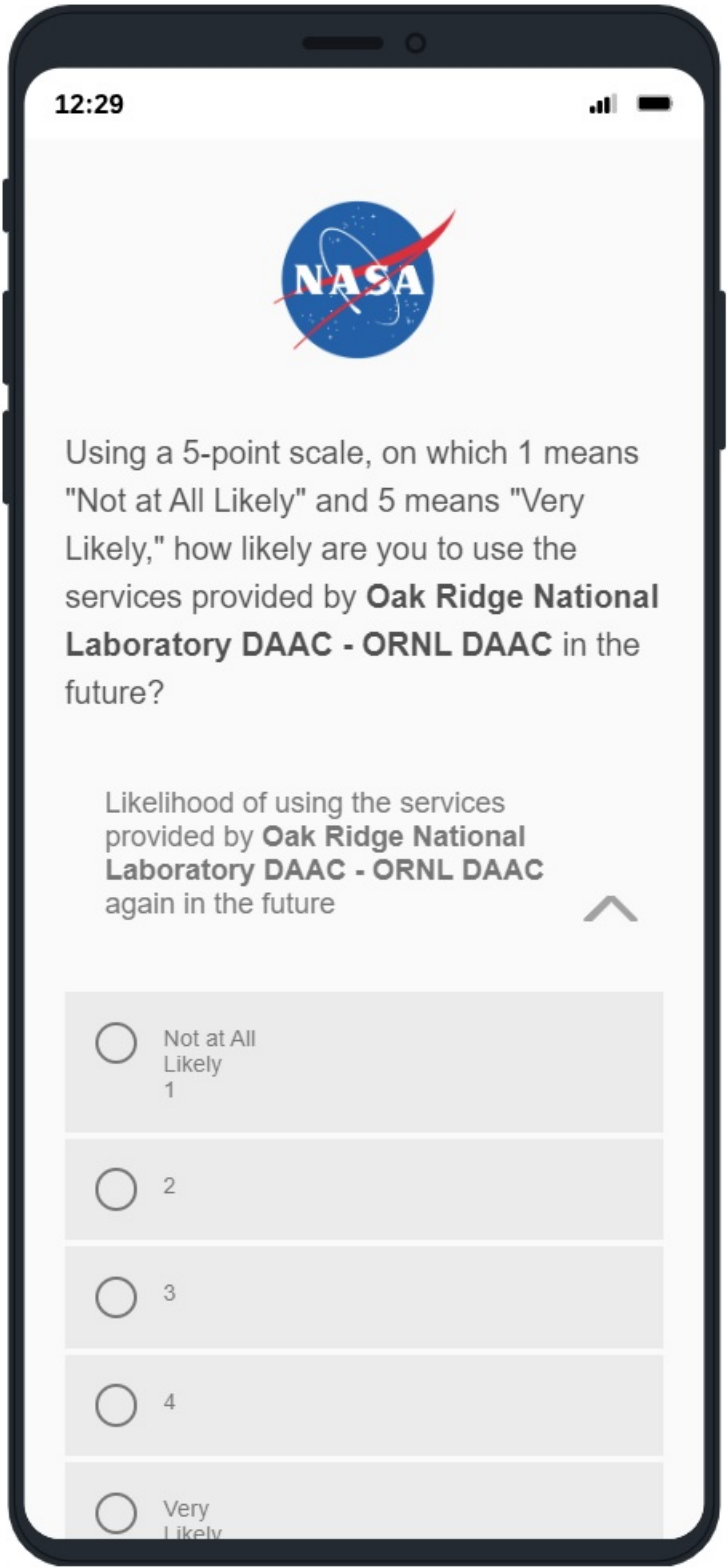 12:29
NASA
Using a 5-point scale, on which 1 means
"Not at All Likely" and 5 means "Very
Likely," how likely are you to use the
services provided by Oak Ridge National
Laboratory DAAC - ORNL DAAC in the
future?
Likelihood of using the services
provided by Oak Ridge National
Laboratory DAAC - ORNL DAAC
again in the future
Not at All
Likely
1
2
3
4
Very
Likely